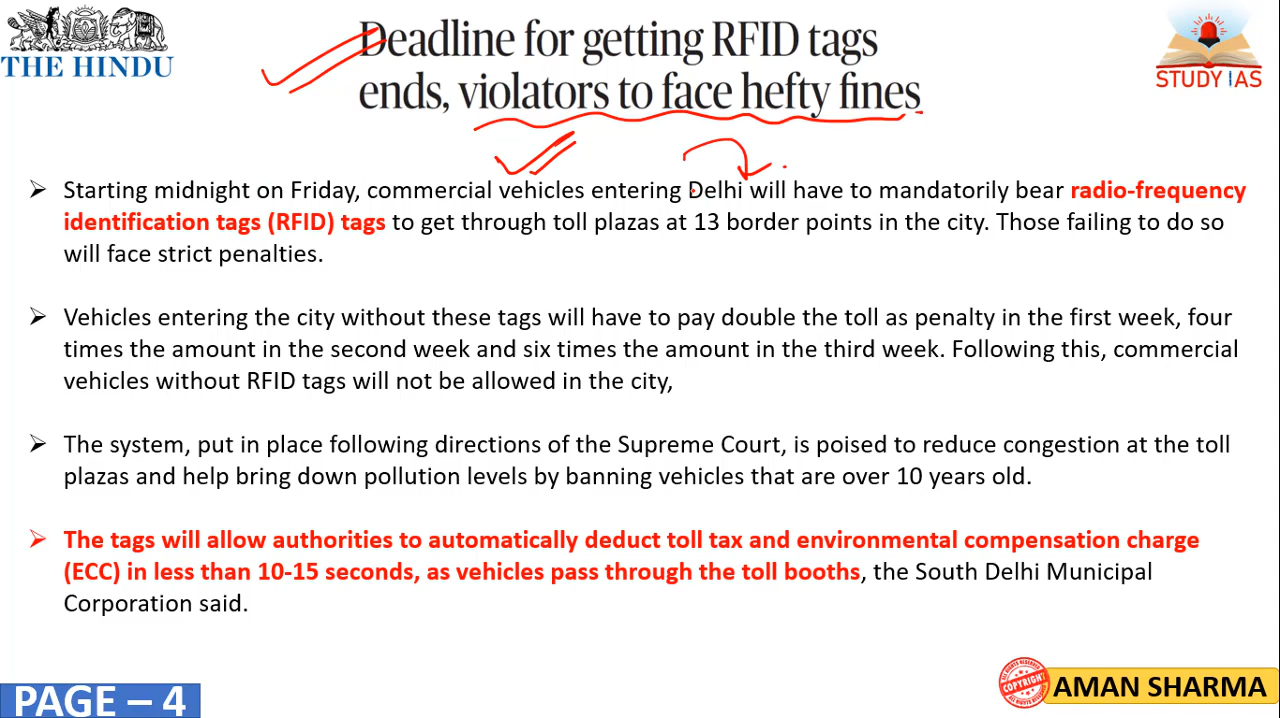 THE HINDU
Deadline for getting RFID tags
ends, violators to face hefty fines
STUDY IAS
➢ Starting midnight on Friday, commercial vehicles entering Delhi will have to mandatorily bear radio-frequency
identification tags (RFID) tags to get through toll plazas at 13 border points in the city. Those failing to do so
will face strict penalties.
➢ Vehicles entering the city without these tags will have to pay double the toll as penalty in the first week, four
times the amount in the second week and six times the amount in the third week. Following this, commercial
vehicles without RFID tags will not be allowed in the city,
➢ The system, put in place following directions of the Supreme Court, is poised to reduce congestion at the toll
plazas and help bring down pollution levels by banning vehicles that are over 10 years old.
➢ The tags will allow authorities to automatically deduct toll tax and environmental compensation charge
(ECC) in less than 10-15 seconds, as vehicles pass through the toll booths, the South Delhi Municipal
Corporation said.
PAGE – 4
COPYRIGHT
AMAN SHARMA